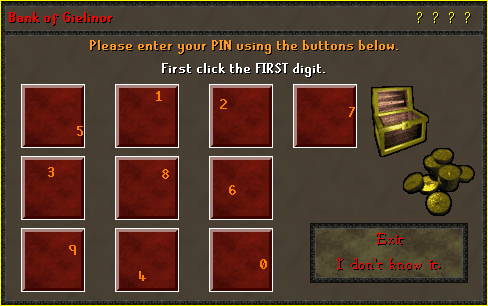 Bank of Gielinor
? ? ? ?
Please enter your PIN using the buttons below.
First click the FIRST digit.
5
1
2
7
3
8
6
9
4
0
Exit
I don't know it.